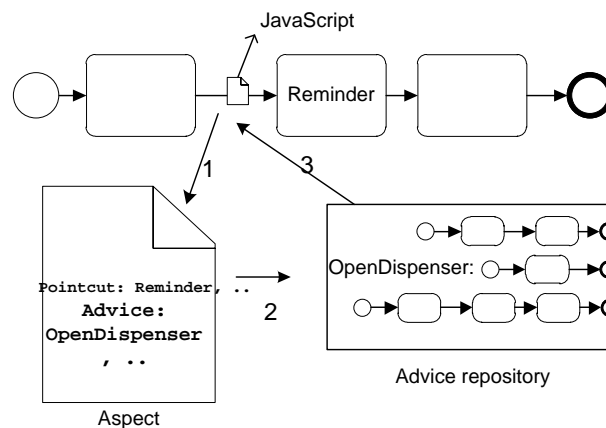 JavaScript
Reminder
1
3
Pointcut: Reminder, ..
Advice:
OpenDispenser
, ..
2
OpenDispenser:
Advice repository
Aspect